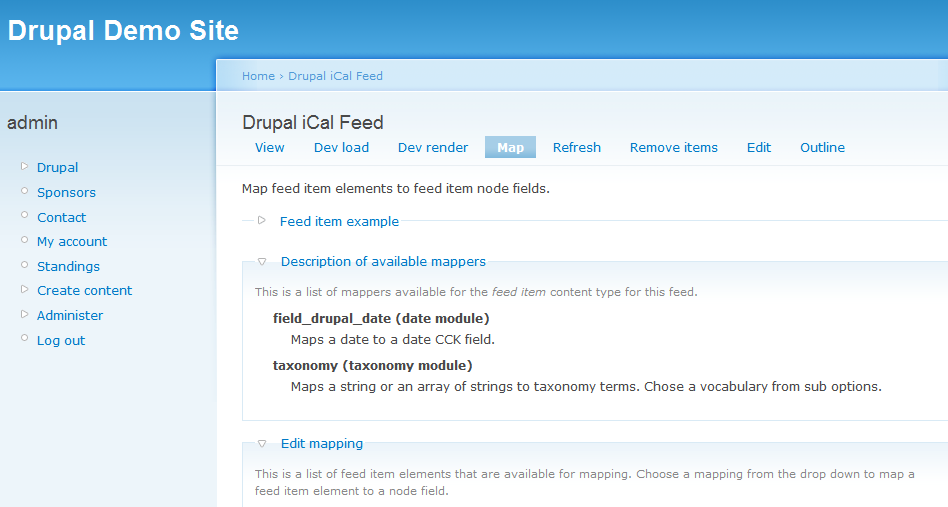 Drupal Demo Site
Home › Drupal iCal Feed
admin
Drupal
Sponsors
Contact
My account
Standings
Create content
Administer
Log out
Drupal iCal Feed
View Dev load Dev render Map Refresh Remove items Edit Outline
Map feed item elements to feed item node fields.
Feed item example
Description of available mappers
This is a list of mappers available for the feed item content type for this feed.
field_drupal_date (date module)
Maps a date to a date CCK field.
taxonomy (taxonomy module)
Maps a string or an array of strings to taxonomy terms. Chose a vocabulary from sub options.
Edit mapping
This is a list of feed item elements that are available for mapping. Choose a mapping from the drop down to map a
feed item element to a node field.